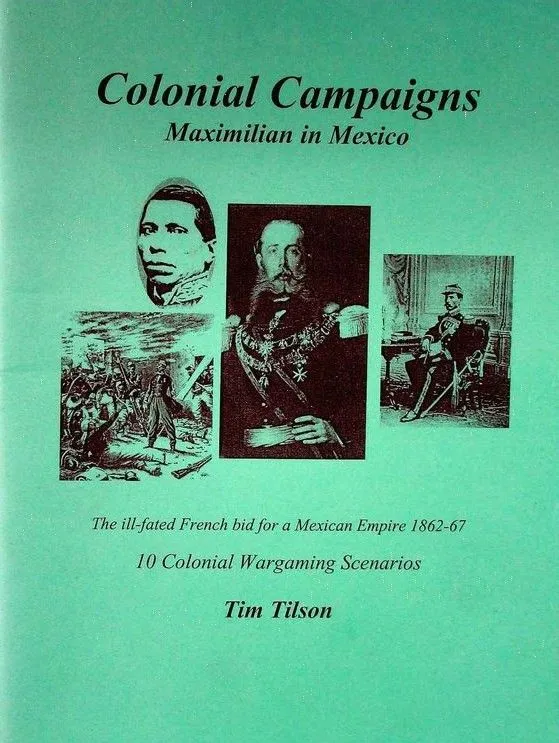 Colonial Campaigns
Maximilian in Mexico
The ill-fated French bid for a Mexican Empire 1862-67
10 Colonial Wargaming Scenarios
Tim Tilson